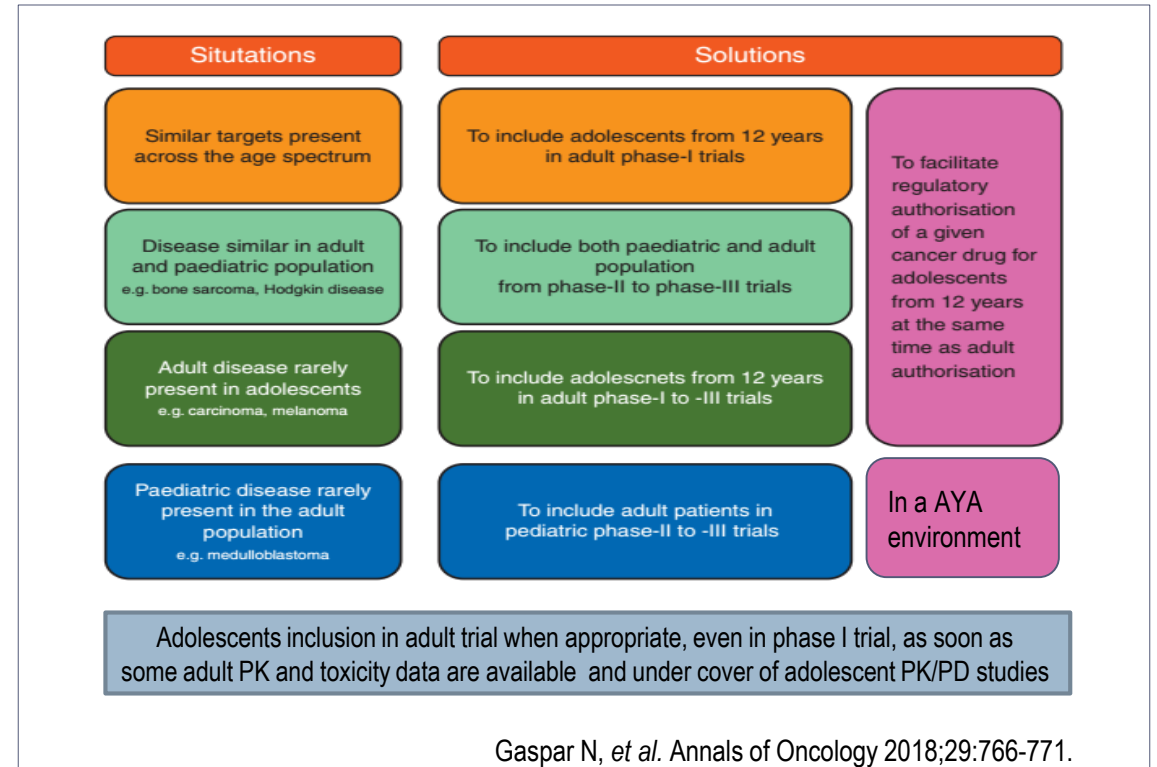 Situtations
Solutions
Similar targets present
across the age spectrum
To include adolescents from 12 years
in adult phase-I trials
To facilitate
regulatory
authorisation
of a given
cancer drug for
adolescents
from 12 years
at the same
time as adult
authorisation
Disease similar in adult
and paediatric population
e.g. bone sarcoma, Hodgkin disease
To include both paediatric and adult
population
from phase-II to phase-III trials
Adult disease rarely
present in adolescents
e.g. carcinoma, melanoma
To include adolescnets from 12 years
in adult phase-I to -III trials
Paediatric disease rarely
present in the adult
population
e.g. medulloblastoma
To include adult patients in
pediatric phase-II to -III trials
In a AYA
environment
Adolescents inclusion in adult trial when appropriate, even in phase I trial, as soon as
some adult PK and toxicity data are available and under cover of adolescent PK/PD studies
Gaspar N, et al. Annals of Oncology 2018;29:766-771.